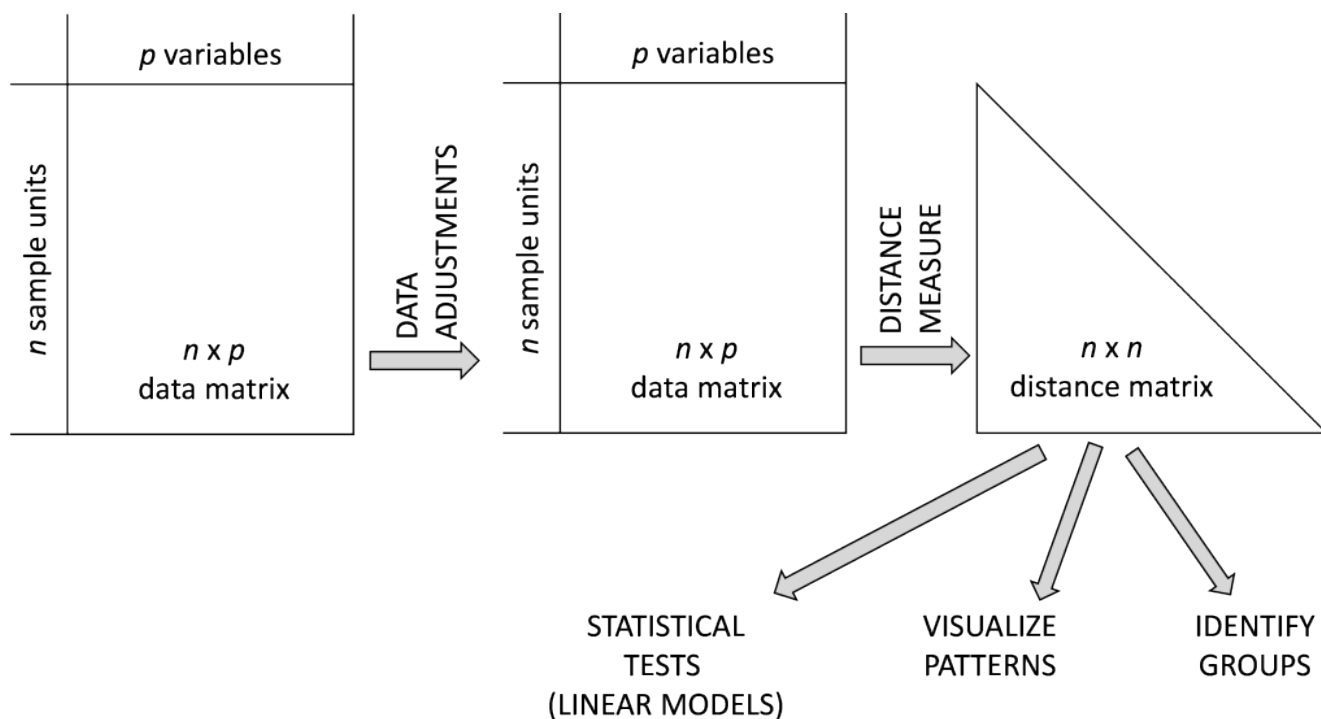 p variables
n sample units
n x p
data matrix
DATA
ADJUSTMENTS
p variables
n sample units
n x p
data matrix
DISTANCE
MEASURE
n x n
distance matrix
STATISTICAL
TESTS
(LINEAR MODELS)
VISUALIZE
PATTERNS
IDENTIFY
GROUPS